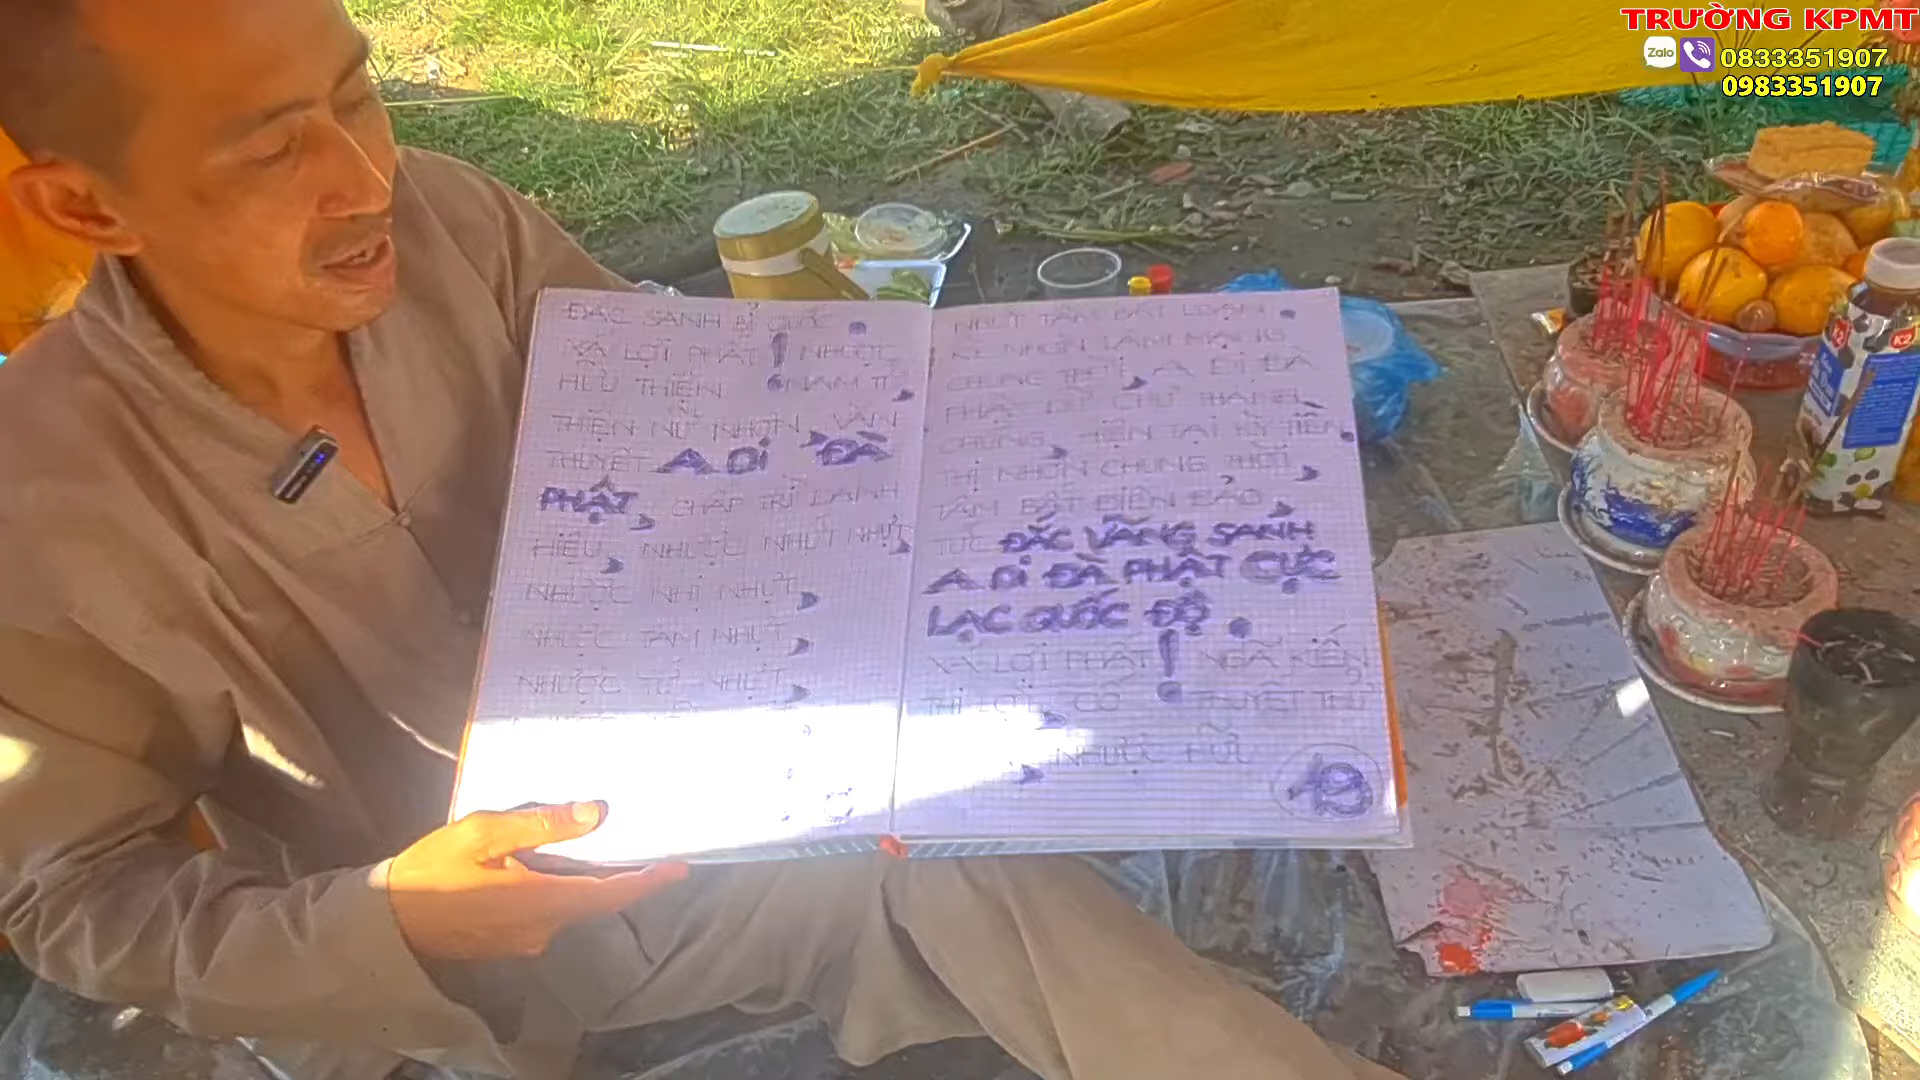 TRƯỜNG KPMT
Zalo
0833351907
0983351907
ĐẮC SANH BỈ QUỐC.
XÁ LỢI PHẤT! NHƯỢC
HỮU THIỆN NAM TỬ,
THIỆN NỮ NHƠN, VĂN
THUYẾT A DI ĐÀ
PHẬT, CHẤP TRÌ DANH
HIỆU, NHƯỢC NHỨT NHỰT,
NHƯỢC NHỊ NHỰT,
NHƯỢC TAM NHỰT,
NHƯỢC TỨ NHỰT,
NHỨT TÂM BẤT LOẠN.
KỲ NHƠN LÂM MẠNG
CHUNG THỜI, A DI ĐÀ
PHẬT DỮ CHƯ THÁNH
CHÚNG, HIỆN TẠI KỲ TIỀN.
THỊ NHƠN CHUNG THỜI,
TÂM BẤT ĐIÊN ĐẢO,
TỨC ĐẮC VÃNG SANH
A DI ĐÀ PHẬT CỰC
LẠC QUỐC ĐỘ.
XÁ LỢI PHẤT! NGÃ KIẾN
THỊ LỢI, CỐ THUYẾT THỬ
, NHƯỢC HỮU
K2
K2